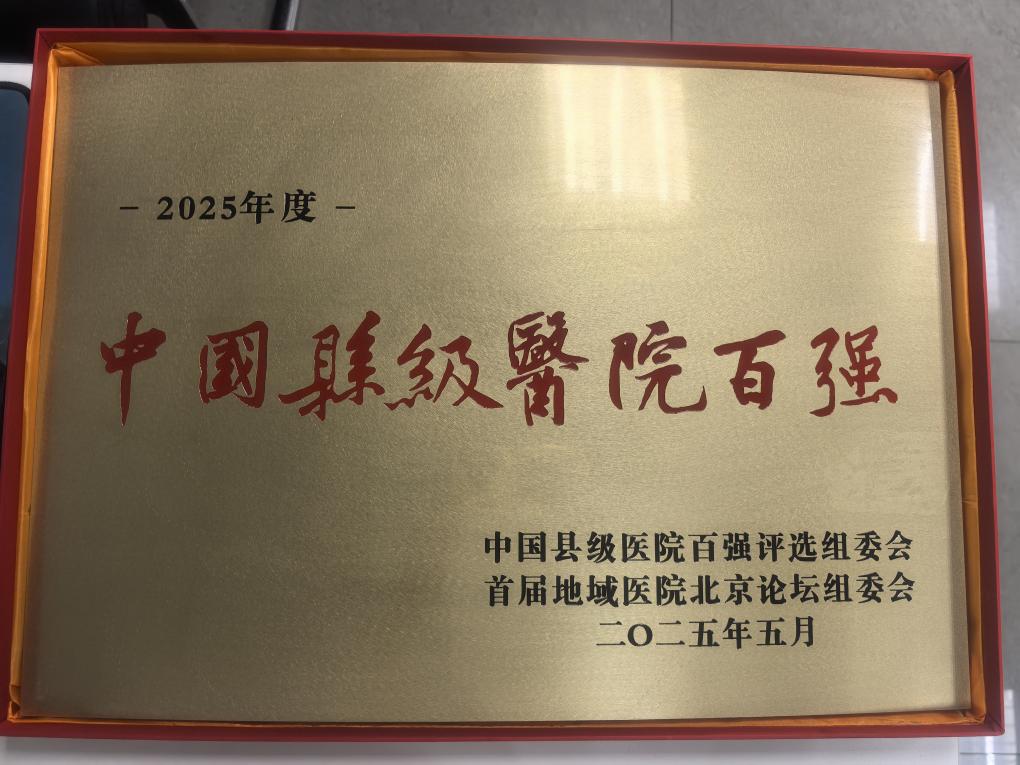 - 2025年度 -
中國縣級醫院百强
中国县级医院百强评选组委会
首届地域医院北京论坛组委会
二〇二五年五月